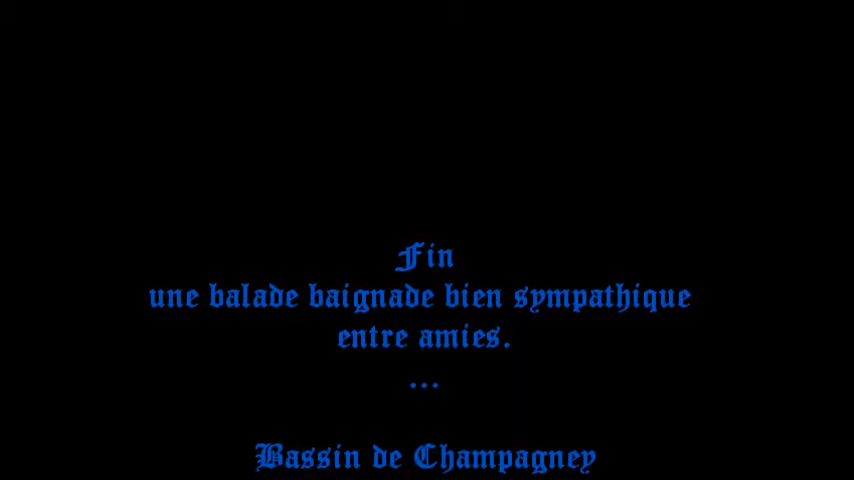 Fin
une balade baignade bien sympathique
entre amies.
...
Bassin de Champagney